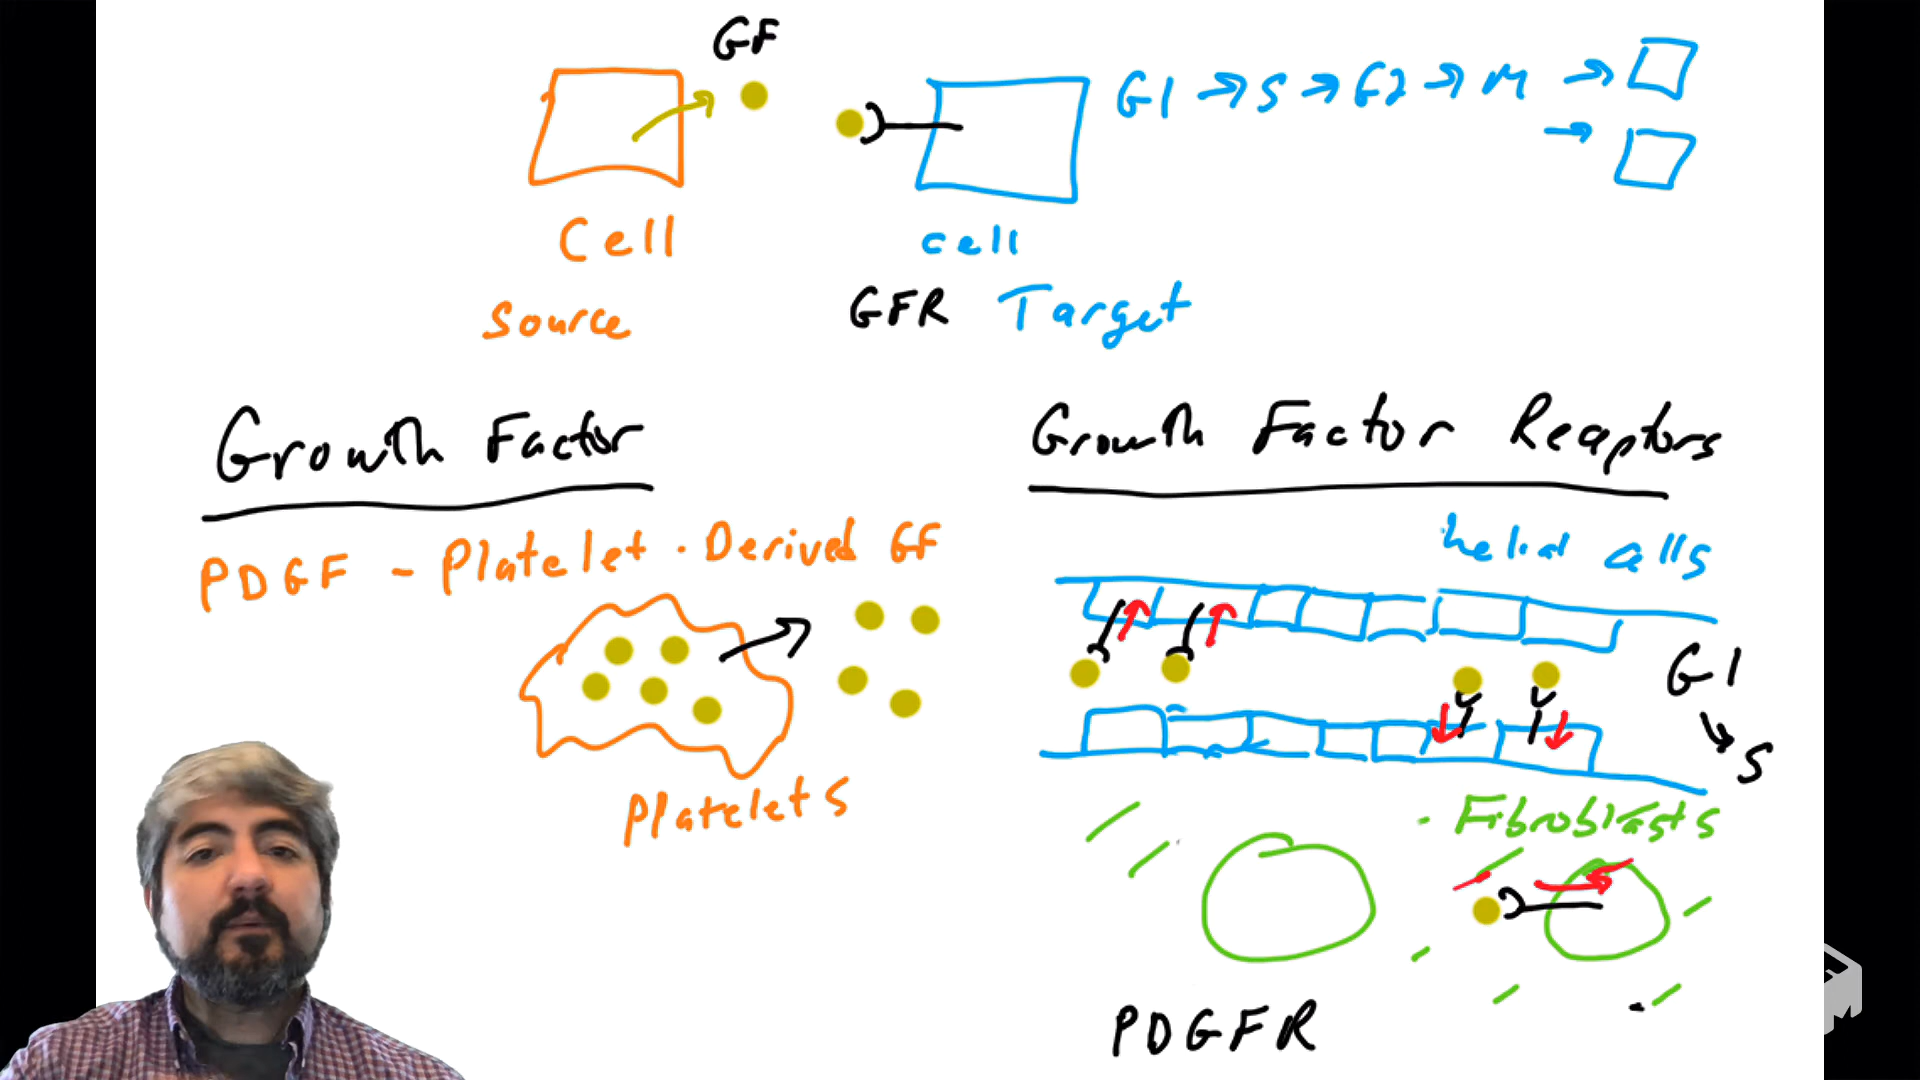 GF
G1 → S → G2 → M →
→
Cell
cell
Source
GFR Target
Growth Factor
Growth Factor Receptors
PDGF - Platelet - Derived GF
cells
G1
↘ S
Platelets
Fibroblasts
PDGFR